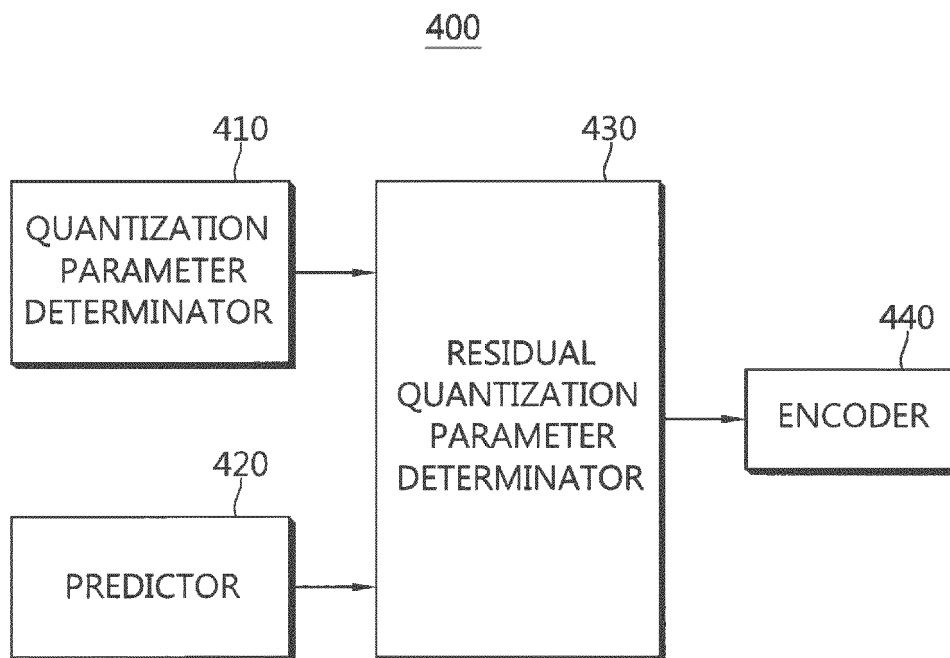 400
410
430
QUANTIZATION
PARAMETER
DETERMINATOR
440
RESIDUAL
QUANTIZATION
PARAMETER
DETERMINATOR
ENCODER
420
PREDICTOR